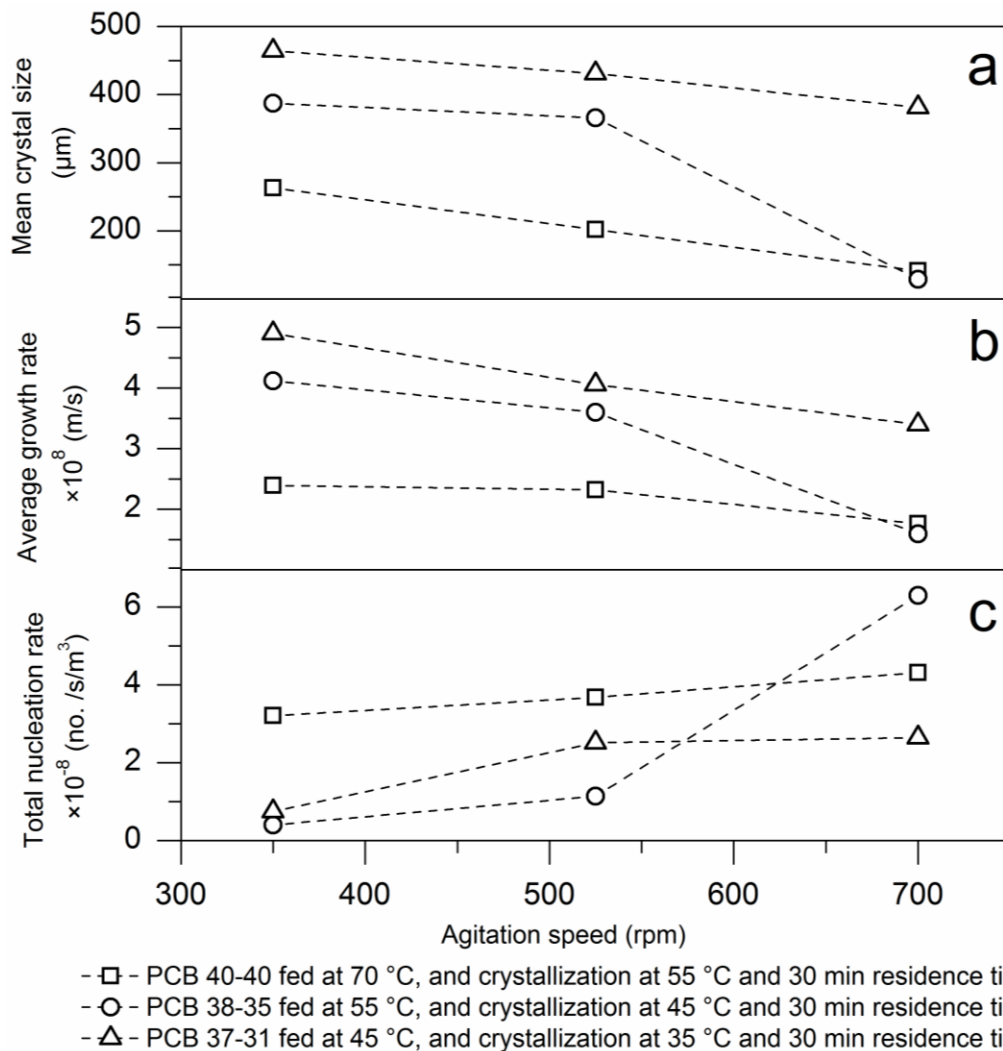 500
400
300
200
Mean crystal size
(µm)
a
5
4
3
2
Average growth rate
×10⁸ (m/s)
b
6
4
2
0
Total nucleation rate
×10⁻⁸ (no. /s/m³)
c
300 400 500 600 700
Agitation speed (rpm)
PCB 40-40 fed at 70 °C, and crystallization at 55 °C and 30 min residence ti
PCB 38-35 fed at 55 °C, and crystallization at 45 °C and 30 min residence ti
PCB 37-31 fed at 45 °C, and crystallization at 35 °C and 30 min residence ti